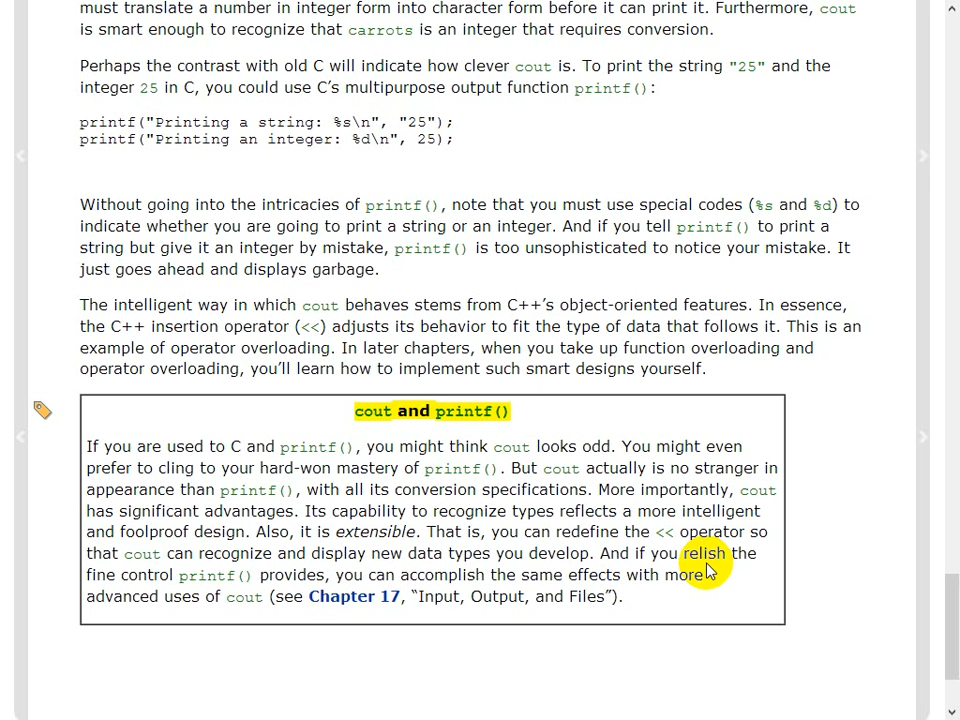 must translate a number in integer form into character form before it can print it. Furthermore, cout
is smart enough to recognize that carrots is an integer that requires conversion.
Perhaps the contrast with old C will indicate how clever cout is. To print the string "25" and the
integer 25 in C, you could use C’s multipurpose output function printf():
printf("Printing a string: %s\n", "25");
printf("Printing an integer: %d\n", 25);
Without going into the intricacies of printf(), note that you must use special codes (%s and %d) to
indicate whether you are going to print a string or an integer. And if you tell printf() to print a
string but give it an integer by mistake, printf() is too unsophisticated to notice your mistake. It
just goes ahead and displays garbage.
The intelligent way in which cout behaves stems from C++’s object-oriented features. In essence,
the C++ insertion operator (<<) adjusts its behavior to fit the type of data that follows it. This is an
example of operator overloading. In later chapters, when you take up function overloading and
operator overloading, you’ll learn how to implement such smart designs yourself.
cout and printf()
If you are used to C and printf(), you might think cout looks odd. You might even
prefer to cling to your hard-won mastery of printf(). But cout actually is no stranger in
appearance than printf(), with all its conversion specifications. More importantly, cout
has significant advantages. Its capability to recognize types reflects a more intelligent
and foolproof design. Also, it is extensible. That is, you can redefine the << operator so
that cout can recognize and display new data types you develop. And if you relish the
fine control printf() provides, you can accomplish the same effects with more
advanced uses of cout (see Chapter 17, “Input, Output, and Files”).